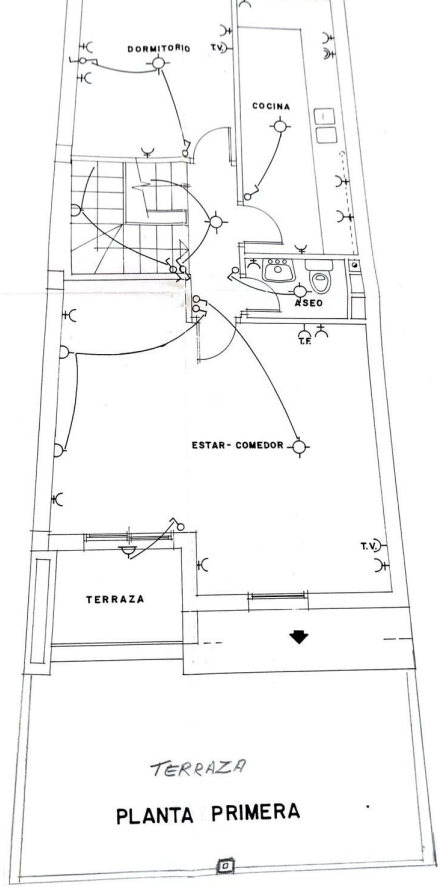 DORMITORIO
T.V.
COCINA
ASEO
T.F.
ESTAR-COMEDOR
T.V.
TERRAZA
TERRAZA
PLANTA PRIMERA